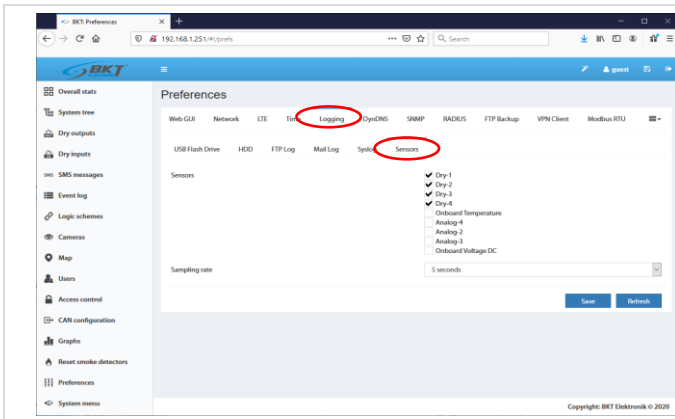 BKT: Preferences
192.168.1.251/#!/prefs
Search
BKT
guest
Overall stats
System tree
Dry outputs
Dry inputs
SMS SMS messages
Event log
Logic schemes
Cameras
Map
Users
Access control
CAN configuration
Graphs
Reset smoke detectors
Preferences
System menu
Preferences
Web GUI Network LTE Time Logging DynDNS SNMP RADIUS FTP Backup VPN Client Modbus RTU
USB Flash Drive HDD FTP Log Mail Log Syslog Sensors
Sensors
Dry-1
Dry-2
Dry-3
Dry-4
Onboard Temperature
Analog-4
Analog-2
Analog-3
Onboard Voltage DC
Sampling rate 5 seconds
Save Refresh
Copyright: BKT Elektronik © 2020